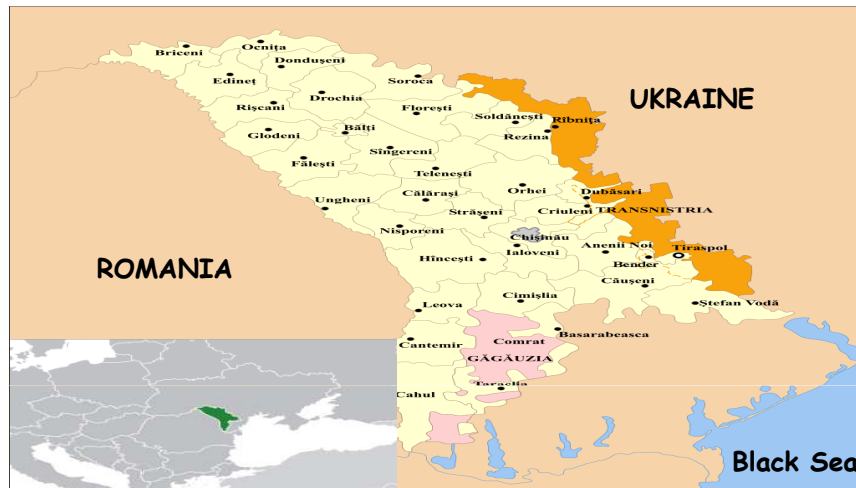 Ocnița
Briceni
Dondușeni
Edineț
Soroca
UKRAINE
Drochia
Rîșcani
Florești
Soldănești
Rîbnița
Glodeni
Bălți
Rezina
Sîngereni
Fălești
Telenești
Orhei
Dubăsari
Ungheni
Călărași
Criuleni
TRANSNISTRIA
Strășeni
Nisporeni
Chișinău
Anenii Noi
Tiraspol
ROMANIA
Ialoveni
Hîncești
Bender
Căușeni
Cimișlia
Leova
Ștefan Vodă
Basarabeasca
Cantemir
Comrat
GĂGĂUZIA
Taraclia
Cahul
Black Sea